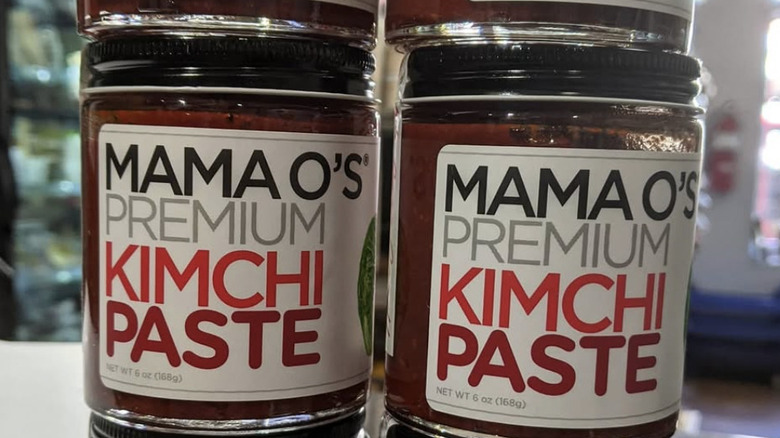 MAMA O'S®
PREMIUM
KIMCHI
PASTE
NET WT 6 oz (168g)
MAMA O'S
PREMIUM
KIMCHI
PASTE
NET WT 6 oz (168g)